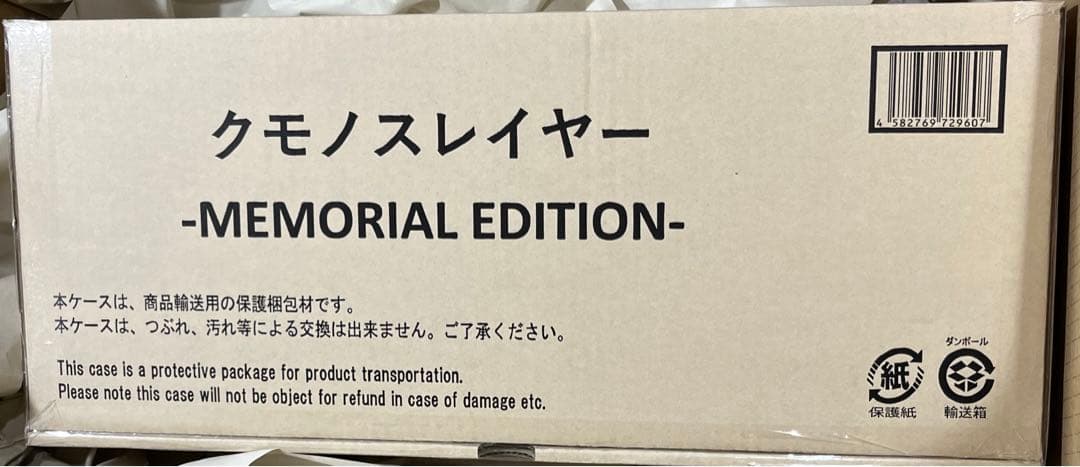 クモノスレイヤー
-MEMORIAL EDITION-
4 582769 729607
本ケースは、商品輸送用の保護梱包材です。
本ケースは、つぶれ、汚れ等による交換は出来ません。ご了承ください。
This case is a protective package for product transportation.
Please note this case will not be object for refund in case of damage etc.
紙
保護紙
ダンボール
輸送箱